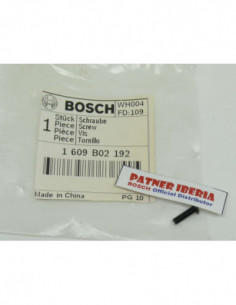 BOSCH
WH004
FD-109
1
Stück Schraube
Piece Screw
Pièce Vis
Piece Tornillo
1 609 B02 192
Made in China
PG 10
PATNER IBERIA
BOSCH Official Distributor